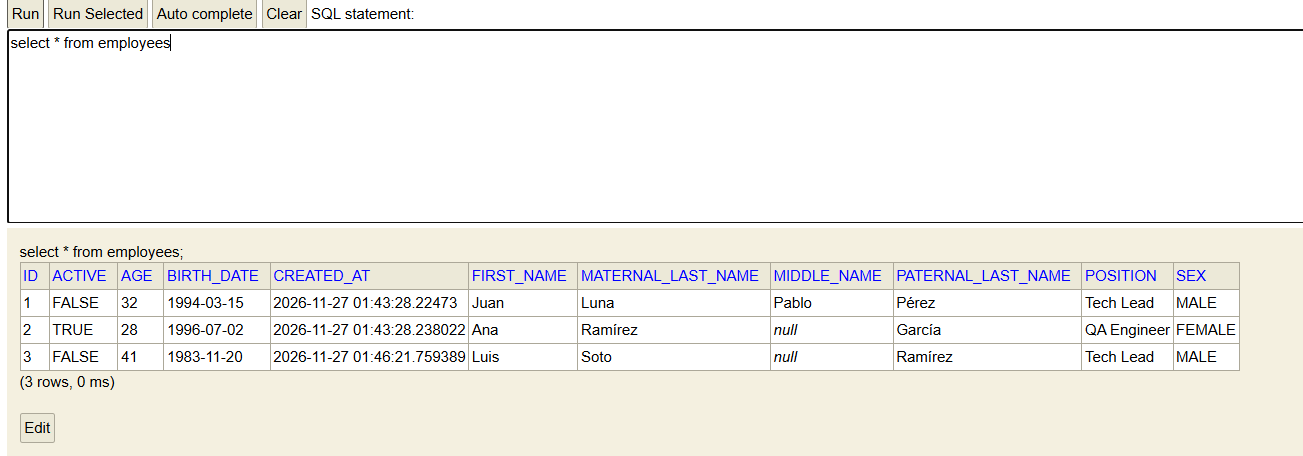 Run Run Selected Auto complete Clear SQL statement:
select * from employees
select * from employees;
ID ACTIVE AGE BIRTH_DATE CREATED_AT FIRST_NAME MATERNAL_LAST_NAME MIDDLE_NAME PATERNAL_LAST_NAME POSITION SEX
1 FALSE 32 1994-03-15 2026-11-27 01:43:28.22473 Juan Luna Pablo Pérez Tech Lead MALE
2 TRUE 28 1996-07-02 2026-11-27 01:43:28.238022 Ana Ramírez null García QA Engineer FEMALE
3 FALSE 41 1983-11-20 2026-11-27 01:46:21.759389 Luis Soto null Ramírez Tech Lead MALE
(3 rows, 0 ms)
Edit